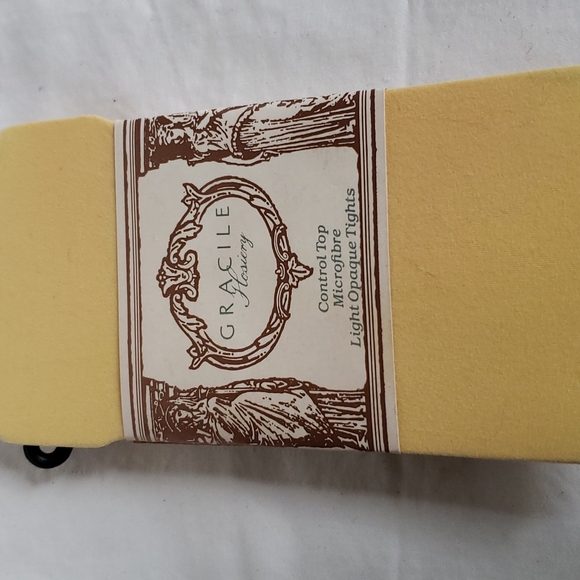 GRACILE
Hosiery
Control Top
Microfibre
Light Opaque Tights